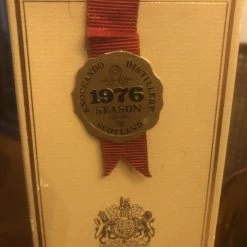 KNOCKANDO DISTILLERY
1976
SEASON
SCOTLAND